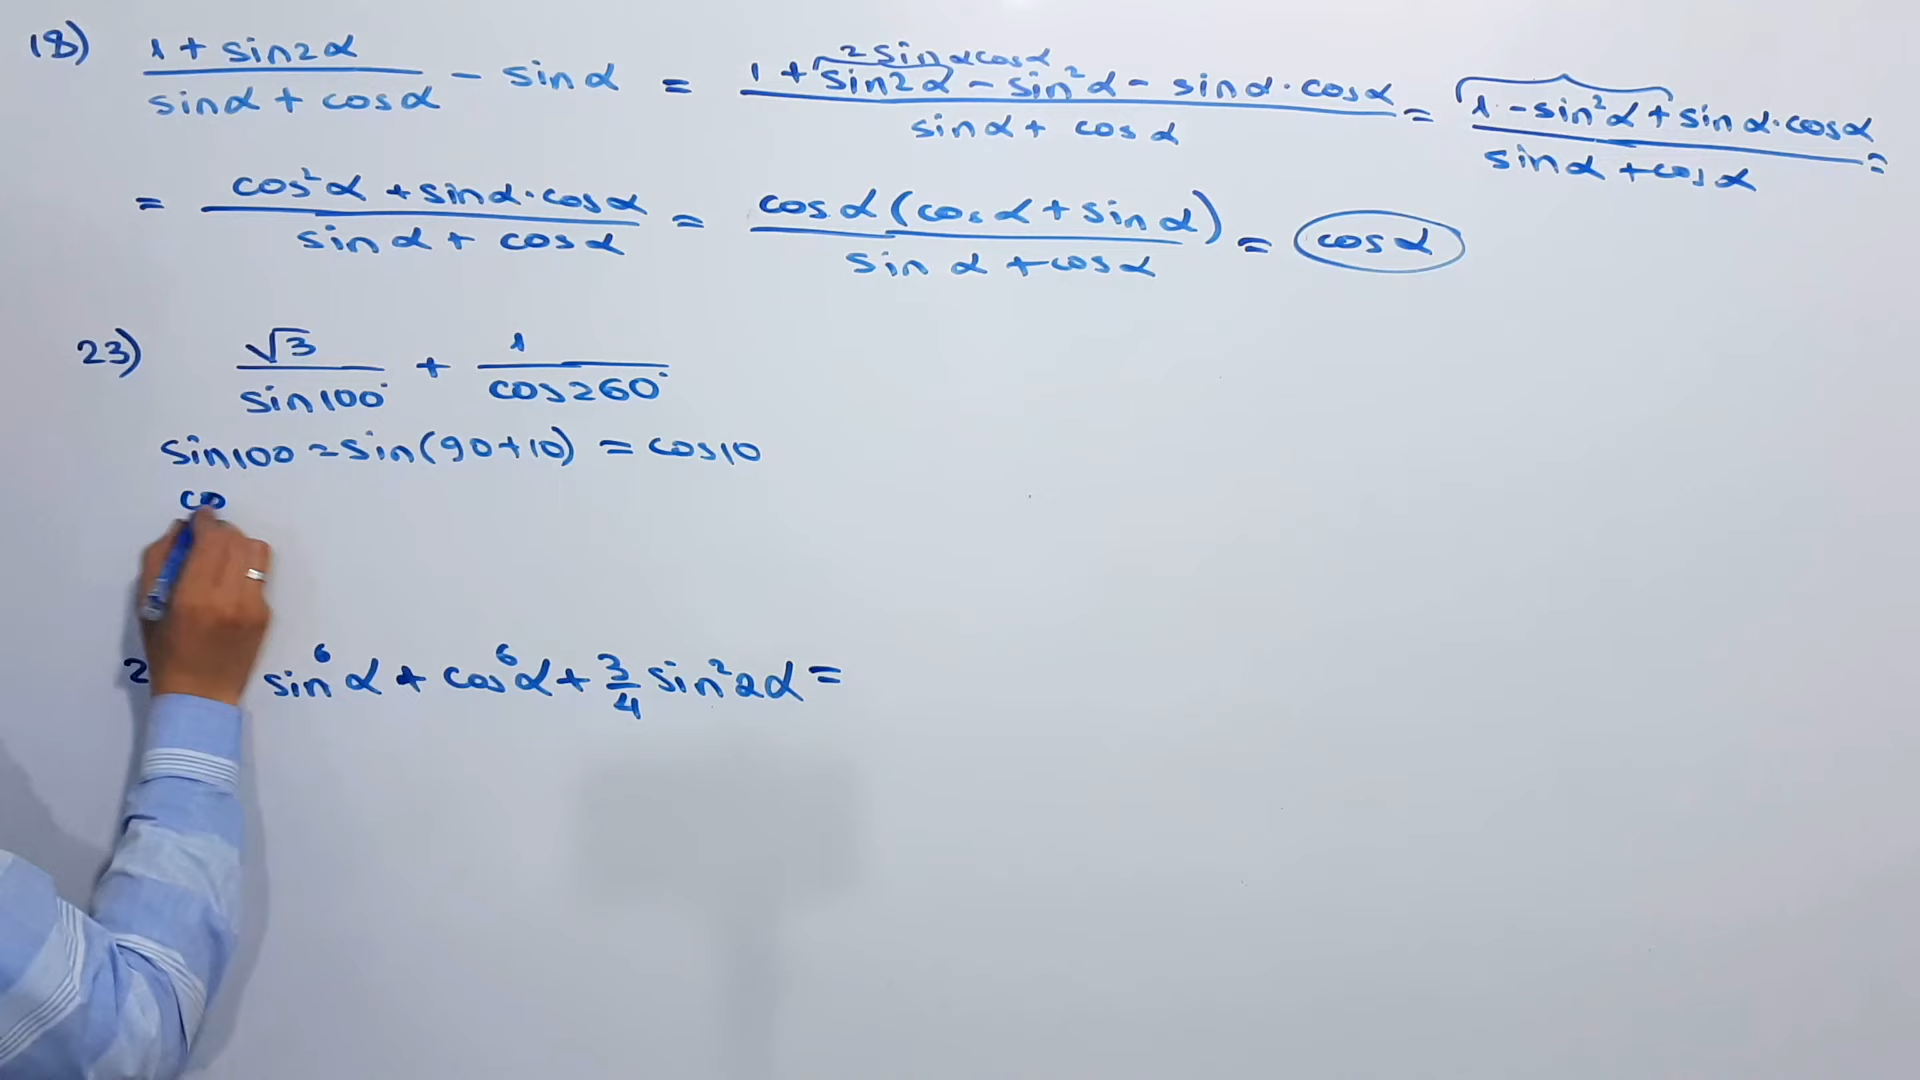 18) (1 + sin2α)/(sinα + cosα) - sinα = (1 + sin2α - sin²α - sinα · cosα)/(sinα + cosα) = (1 - sin²α + sinα · cosα)/(sinα + cosα) =
2sinαcosα
= (cos²α + sinα · cosα)/(sinα + cosα) = cosα(cosα + sinα)/(sinα + cosα) = cosα
23) √3/sin100° + 1/cos260°
sin100 = sin(90+10) = cos10
co
2 sin⁶α + cos⁶α + 3/4 sin²2α =